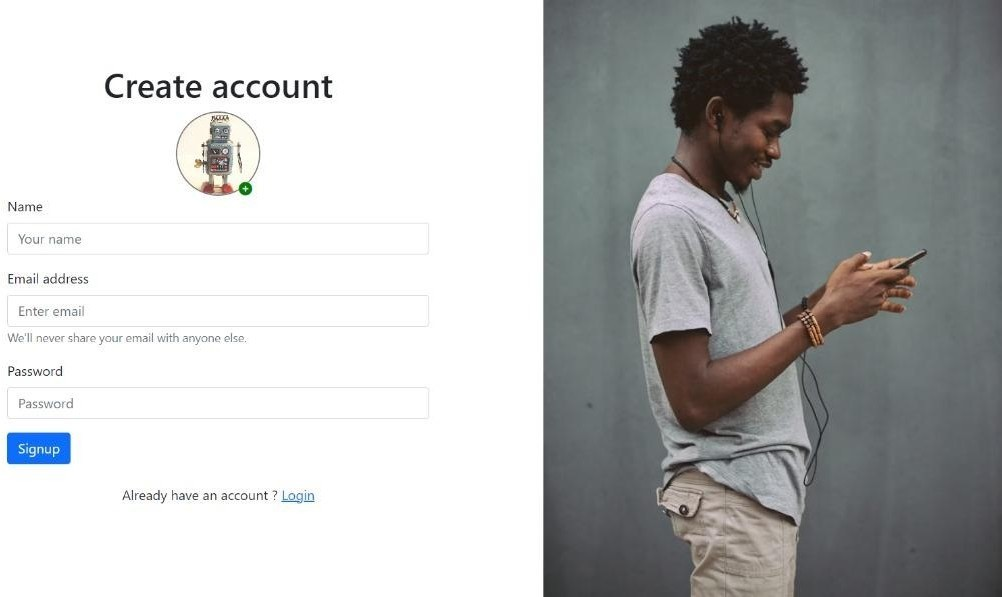 Create account
Name
Your name
Email address
Enter email
We'll never share your email with anyone else.
Password
Password
Signup
Already have an account ? Login